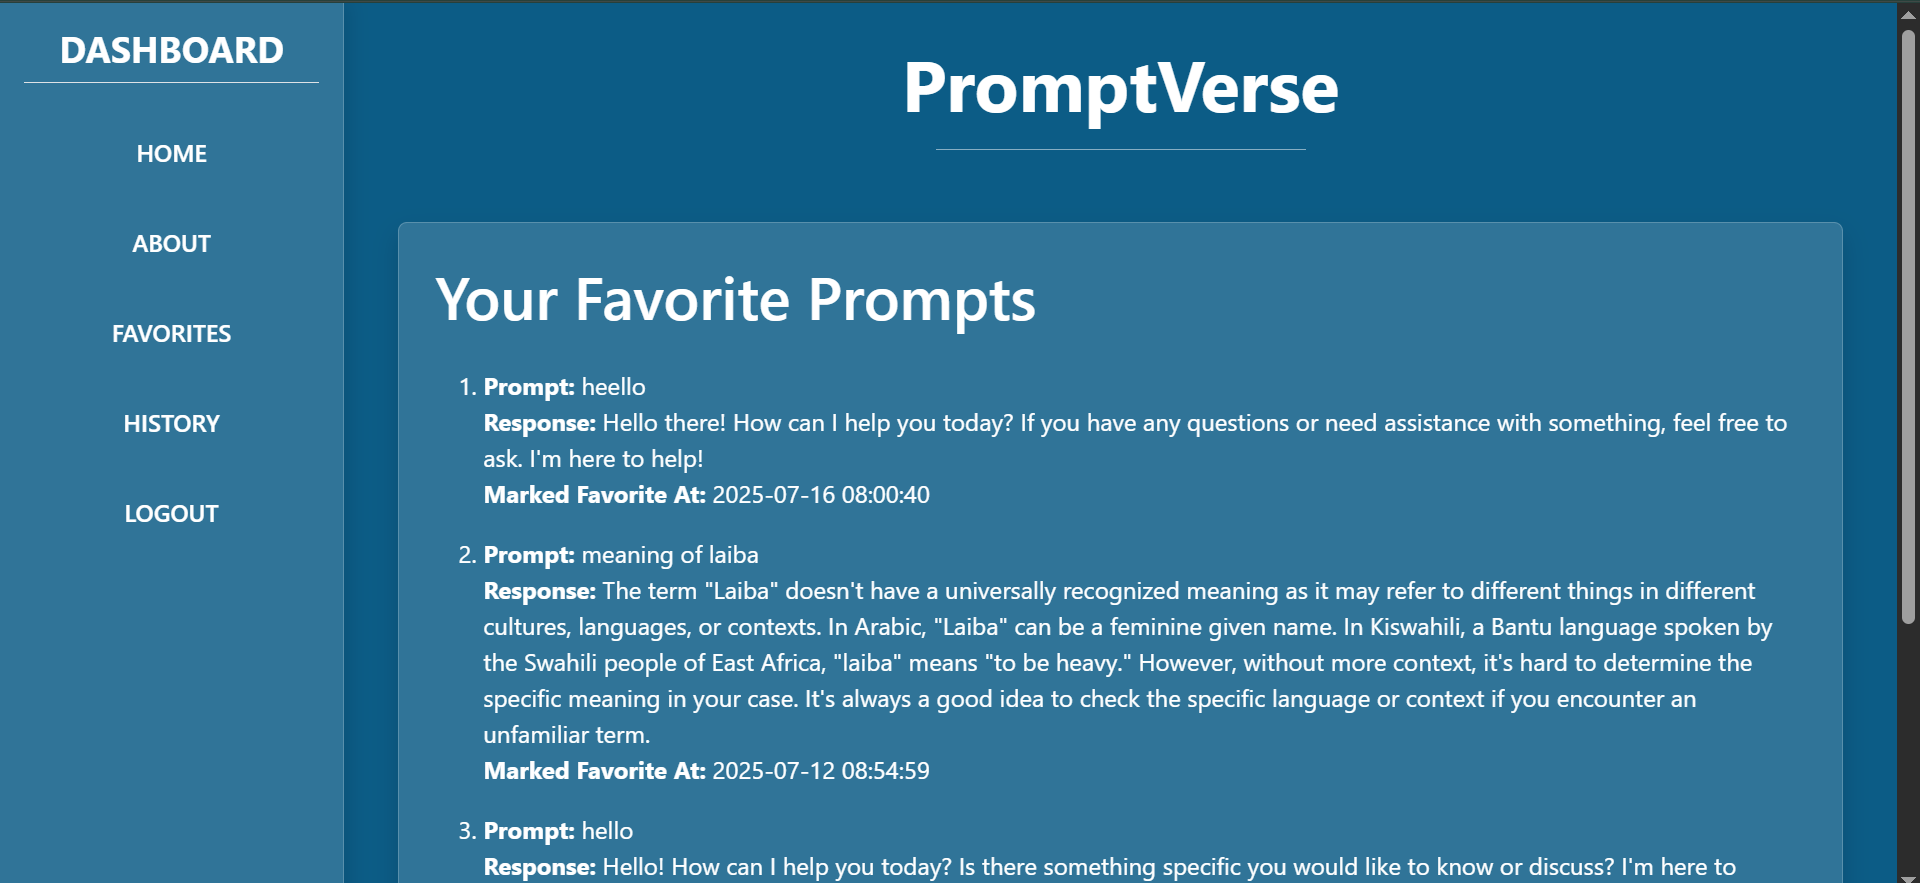 DASHBOARD
HOME
ABOUT
FAVORITES
HISTORY
LOGOUT
PromptVerse
Your Favorite Prompts
1. Prompt: heello
Response: Hello there! How can I help you today? If you have any questions or need assistance with something, feel free to
ask. I'm here to help!
Marked Favorite At: 2025-07-16 08:00:40
2. Prompt: meaning of laiba
Response: The term "Laiba" doesn't have a universally recognized meaning as it may refer to different things in different
cultures, languages, or contexts. In Arabic, "Laiba" can be a feminine given name. In Kiswahili, a Bantu language spoken by
the Swahili people of East Africa, "laiba" means "to be heavy." However, without more context, it's hard to determine the
specific meaning in your case. It's always a good idea to check the specific language or context if you encounter an
unfamiliar term.
Marked Favorite At: 2025-07-12 08:54:59
3. Prompt: hello
Response: Hello! How can I help you today? Is there something specific you would like to know or discuss? I'm here to